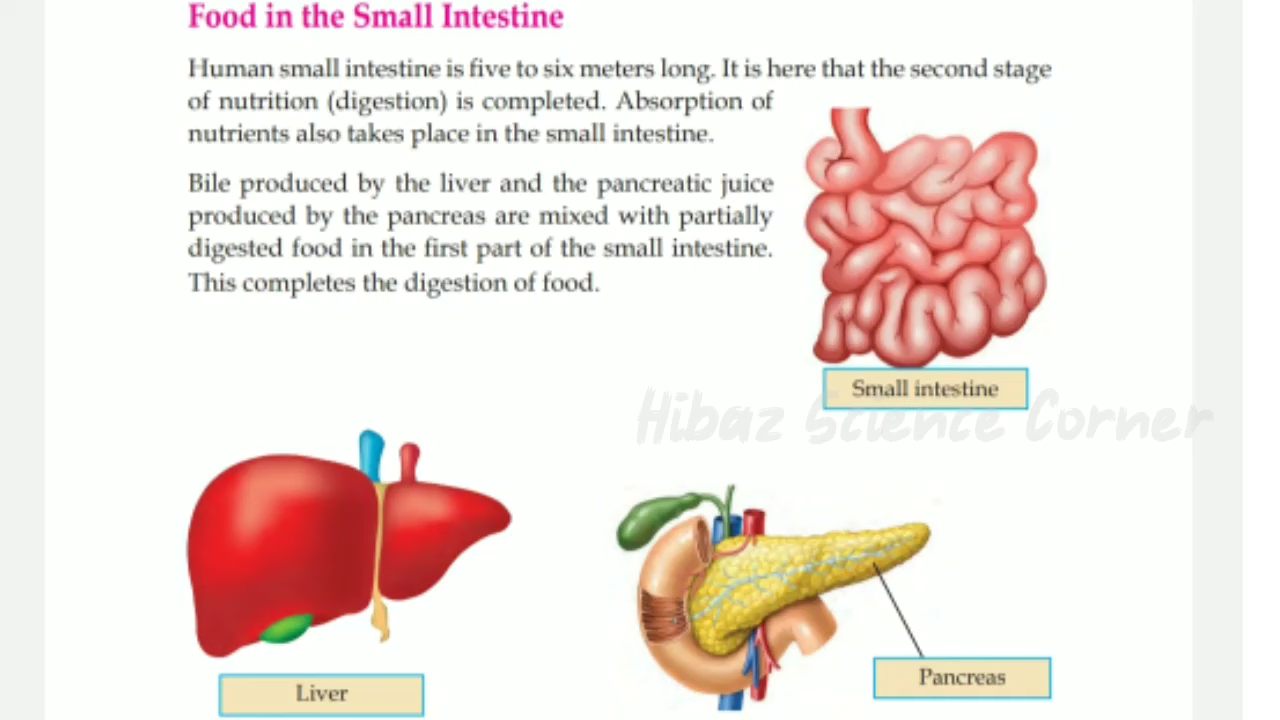 Food in the Small Intestine
Human small intestine is five to six meters long. It is here that the second stage
of nutrition (digestion) is completed. Absorption of
nutrients also takes place in the small intestine.
Bile produced by the liver and the pancreatic juice
produced by the pancreas are mixed with partially
digested food in the first part of the small intestine.
This completes the digestion of food.
Small intestine
Hibaz Science Corner
Liver
Pancreas